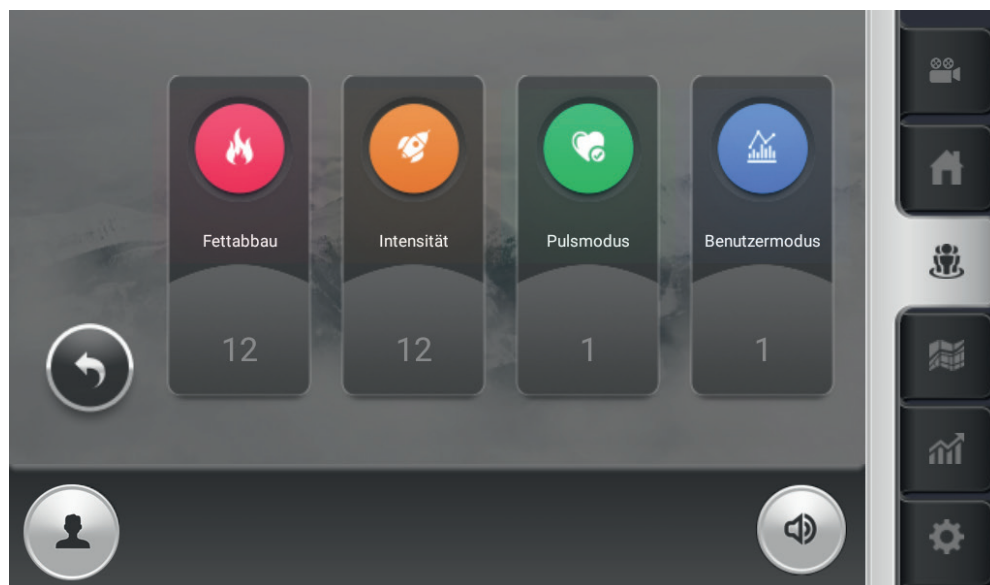 Fettabbau
Intensität
Pulsmodus
Benutzermodus
12
12
1
1